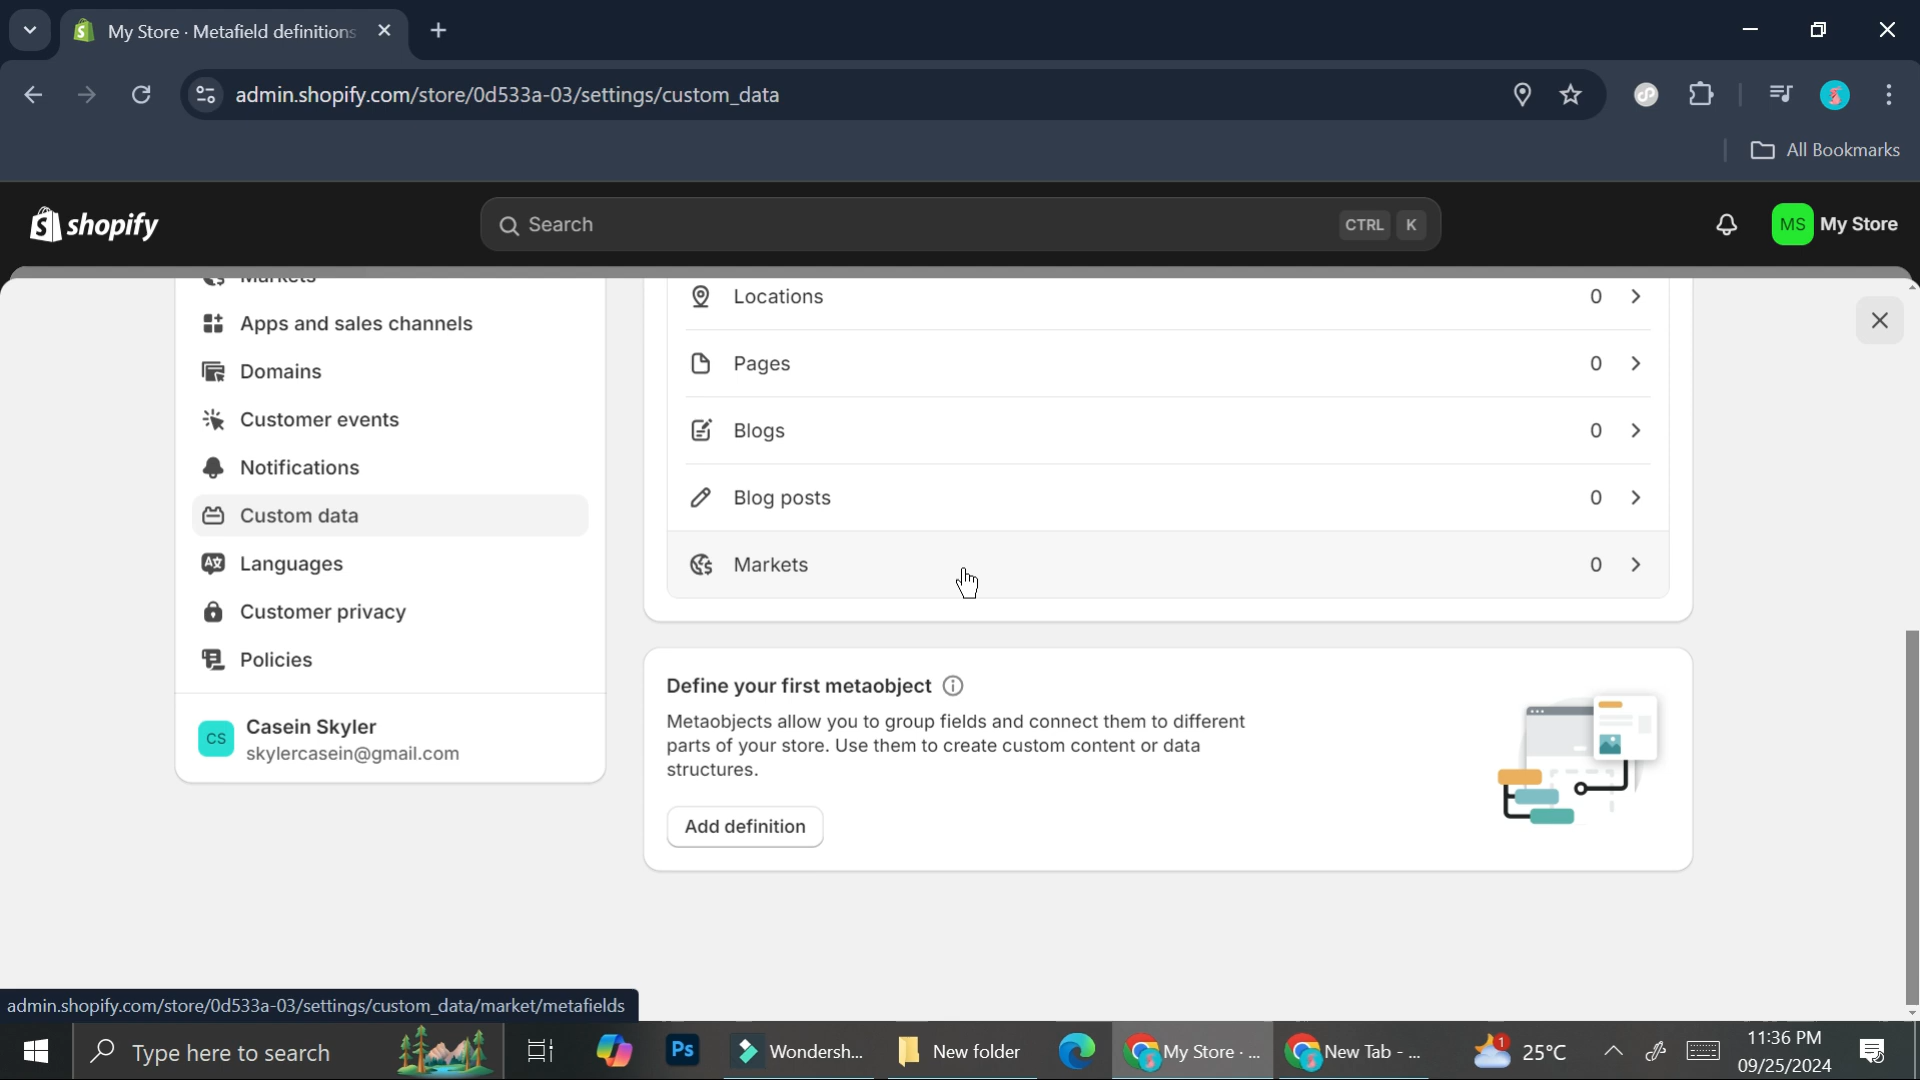 My Store · Metafield definitions
admin.shopify.com/store/0d533a-03/settings/custom_data
All Bookmarks
shopify
Search
CTRL K
MS My Store
Markets
Apps and sales channels
Domains
Customer events
Notifications
Custom data
Languages
Customer privacy
Policies
CS
Casein Skyler
skylercasein@gmail.com
Locations 0
Pages 0
Blogs 0
Blog posts 0
Markets 0
Define your first metaobject
Metaobjects allow you to group fields and connect them to different
parts of your store. Use them to create custom content or data
structures.
Add definition
admin.shopify.com/store/0d533a-03/settings/custom_data/market/metafields
Type here to search
Ps
Wondersh...
New folder
My Store · ...
New Tab - ...
1
25°C
11:36 PM
09/25/2024